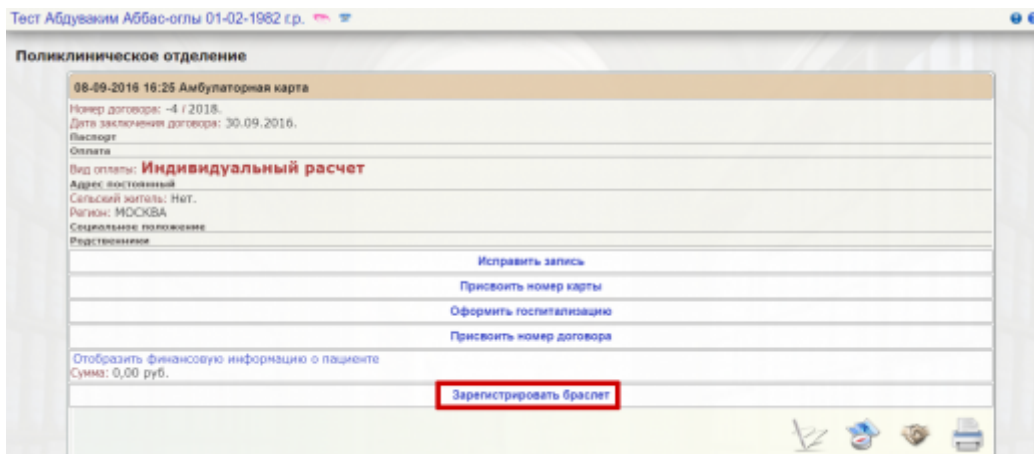 Тест Абдуваким Аббас-оглы 01-02-1982 г.р.
Поликлиническое отделение
08-09-2016 16:25 Амбулаторная карта
Номер договора: -4 / 2018.
Дата заключения договора: 30.09.2016.
Паспорт
Оплата
Вид оплаты: Индивидуальный расчет
Адрес постоянный
Сельский житель: Нет.
Регион: МОСКВА
Социальное положение
Родственники
Исправить запись
Присвоить номер карты
Оформить госпитализацию
Присвоить номер договора
Отобразить финансовую информацию о пациенте
Сумма: 0,00 руб.
Зарегистрировать браслет